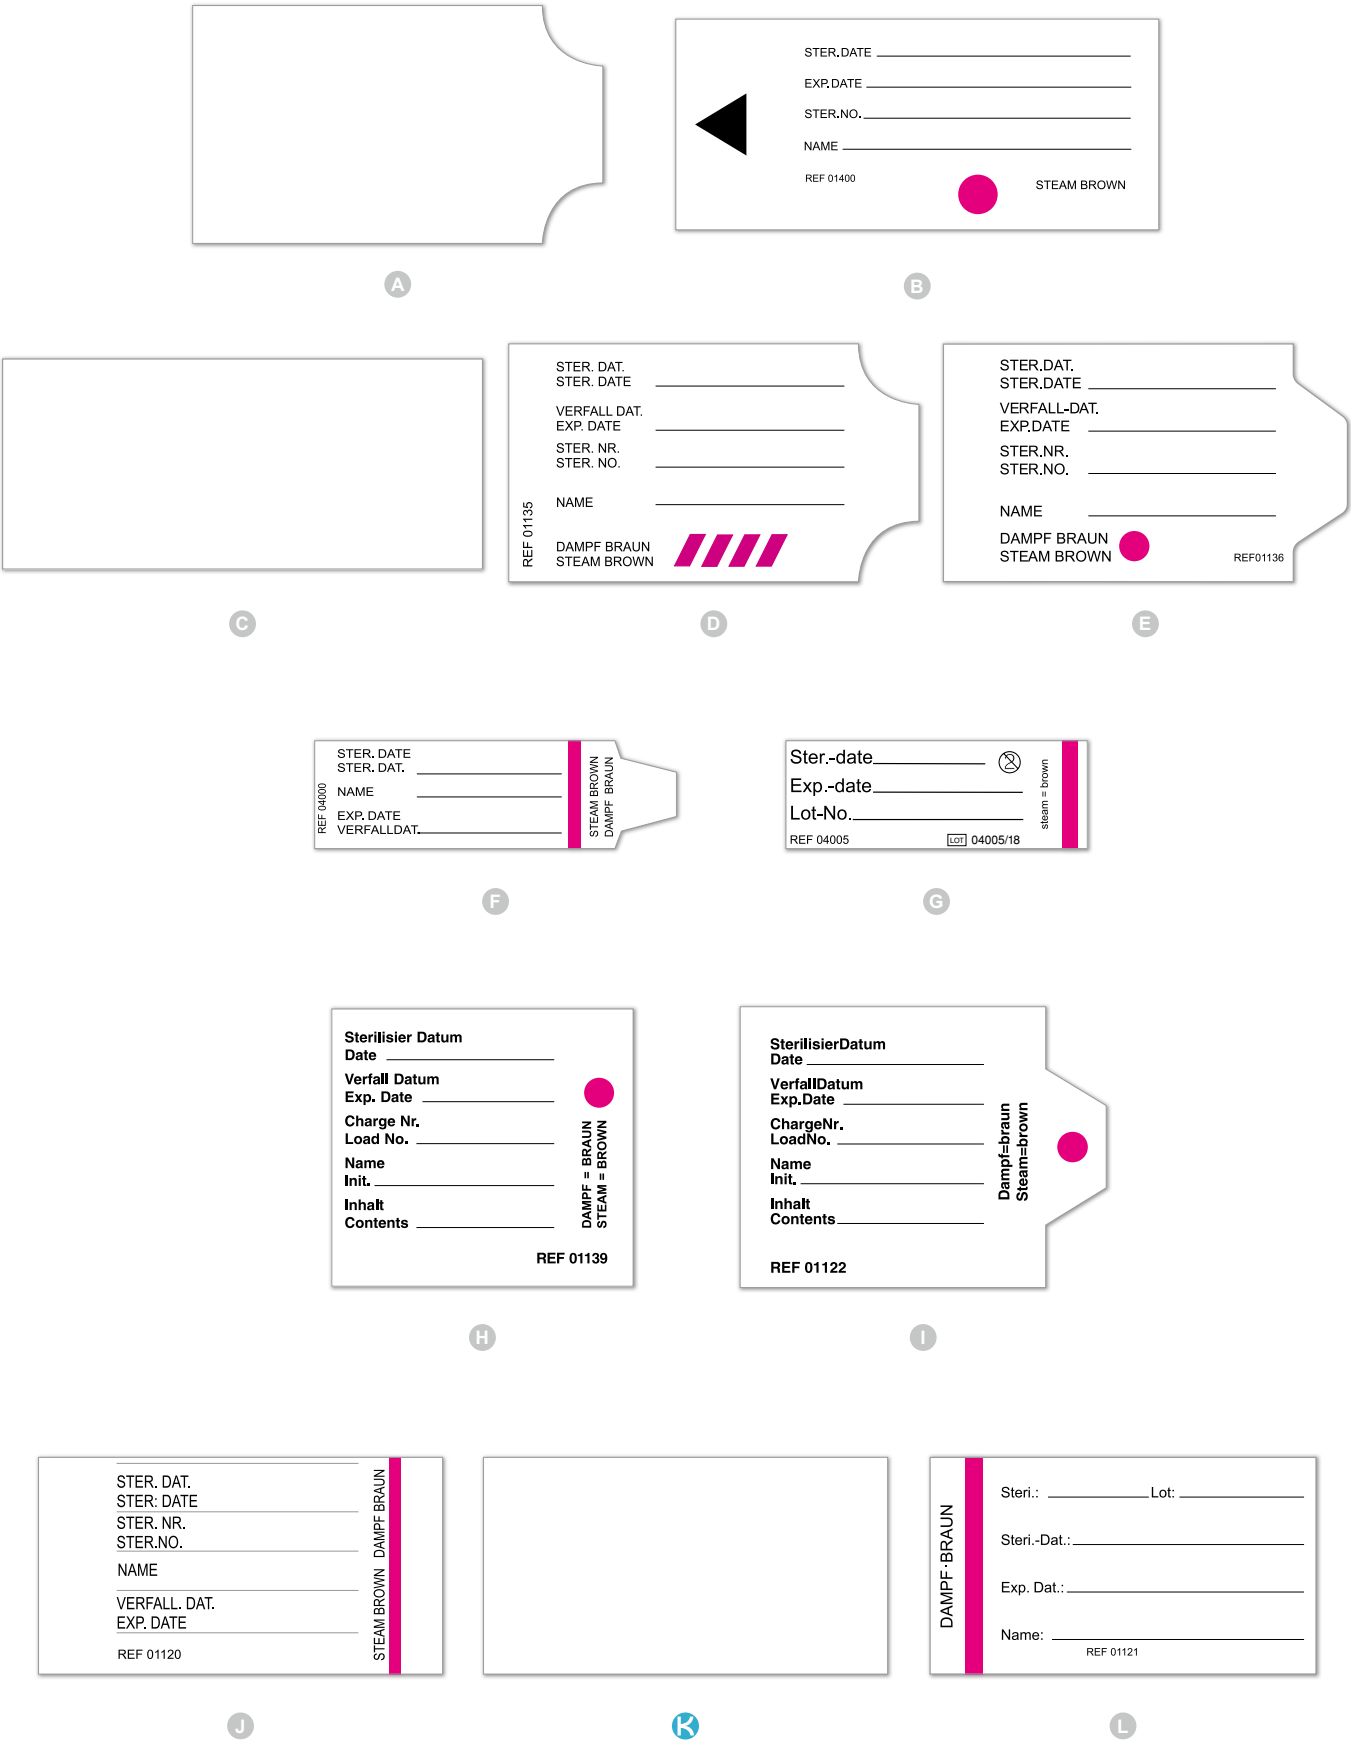 STER.DATE
EXP.DATE
STER.NO.
NAME
REF 01400
STEAM BROWN
A
B
STER. DAT.
STER. DATE
VERFALL DAT.
EXP. DATE
STER. NR.
STER. NO.
NAME
DAMPF BRAUN
STEAM BROWN
REF 01135
STER.DAT.
STER.DATE
VERFALL-DAT.
EXP.DATE
STER.NR.
STER.NO.
NAME
DAMPF BRAUN
STEAM BROWN
REF01136
C
D
E
REF 04000
STER. DATE
STER. DAT.
NAME
EXP. DATE
VERFALLDAT.
STEAM BROWN
DAMPF BRAUN
Ster.-date
2
Exp.-date
Lot-No.
REF 04005
LOT 04005/18
steam = brown
F
G
Sterilisier Datum
Date
Verfall Datum
Exp. Date
Charge Nr.
Load No.
Name
Init.
Inhalt
Contents
DAMPF = BRAUN
STEAM = BROWN
REF 01139
SterilisierDatum
Date
VerfallDatum
Exp.Date
ChargeNr.
LoadNo.
Name
Init.
Inhalt
Contents
Dampf=braun
Steam=brown
REF 01122
H
I
STER. DAT.
STER: DATE
STER. NR.
STER.NO.
NAME
VERFALL. DAT.
EXP. DATE
REF 01120
STEAM BROWN DAMPF BRAUN
DAMPF·BRAUN
Steri.: Lot:
Steri.-Dat.:
Exp. Dat.:
Name:
REF 01121
J
K
L